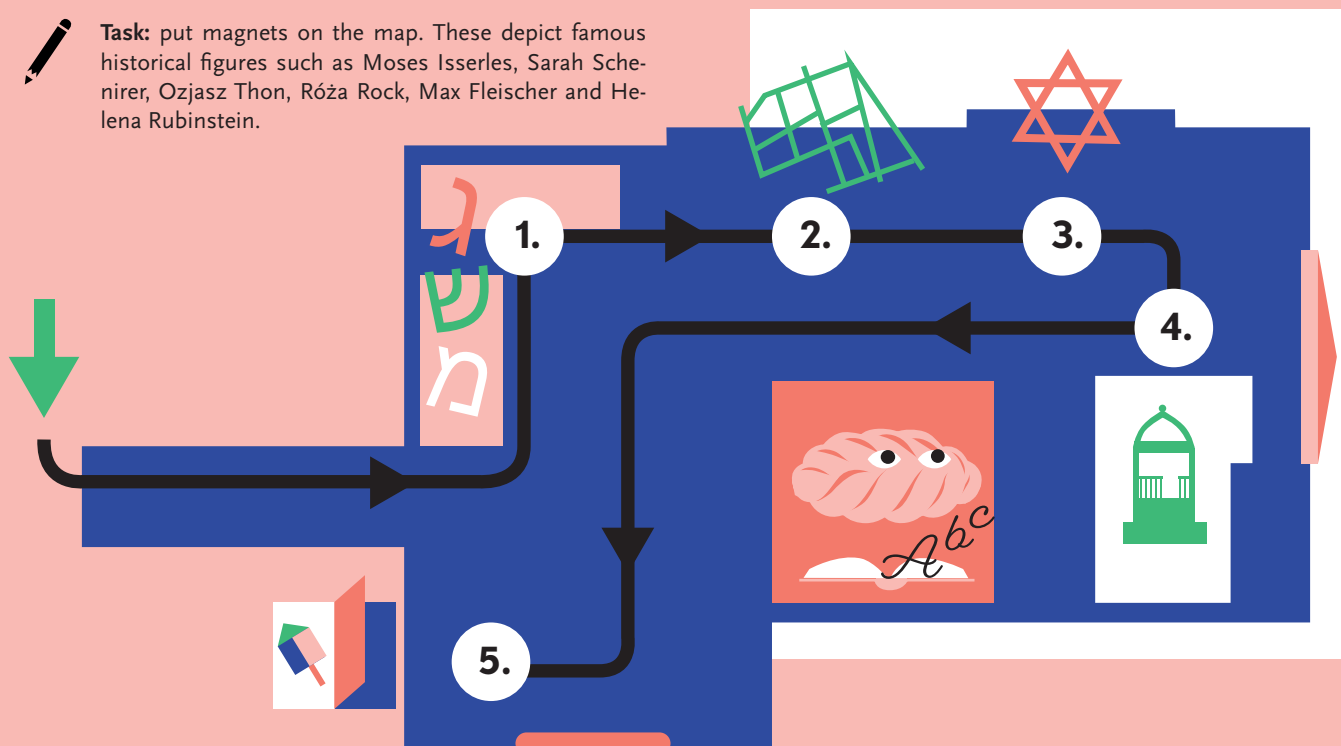 Task: put magnets on the map. These depict famous
historical figures such as Moses Isserles, Sarah Sche-
nirer, Ozjasz Thon, Róża Rock, Max Fleischer and He-
lena Rubinstein.
ג
1.
2.
3.
ש
4.
מ
Abc
5.